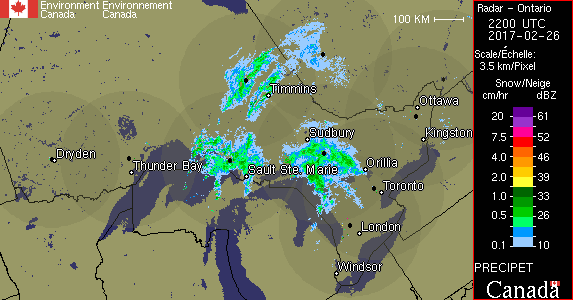 Environment Environnement
Canada Canada
100 KM
Timmins
Ottawa
Sudbury
Kingston
Dryden
Thunder Bay
Sault Ste. Marie
Orillia
Toronto
London
Windsor
Radar – Ontario
2200 UTC
2017-02-26
Scale/Échelle:
3.5 km/Pixel
Snow/Neige
cm/hr dBZ
20 61
7.5 52
4.0 46
2.0 39
1.0 33
0.5 26
0.1 10
PRECIPET
Canada